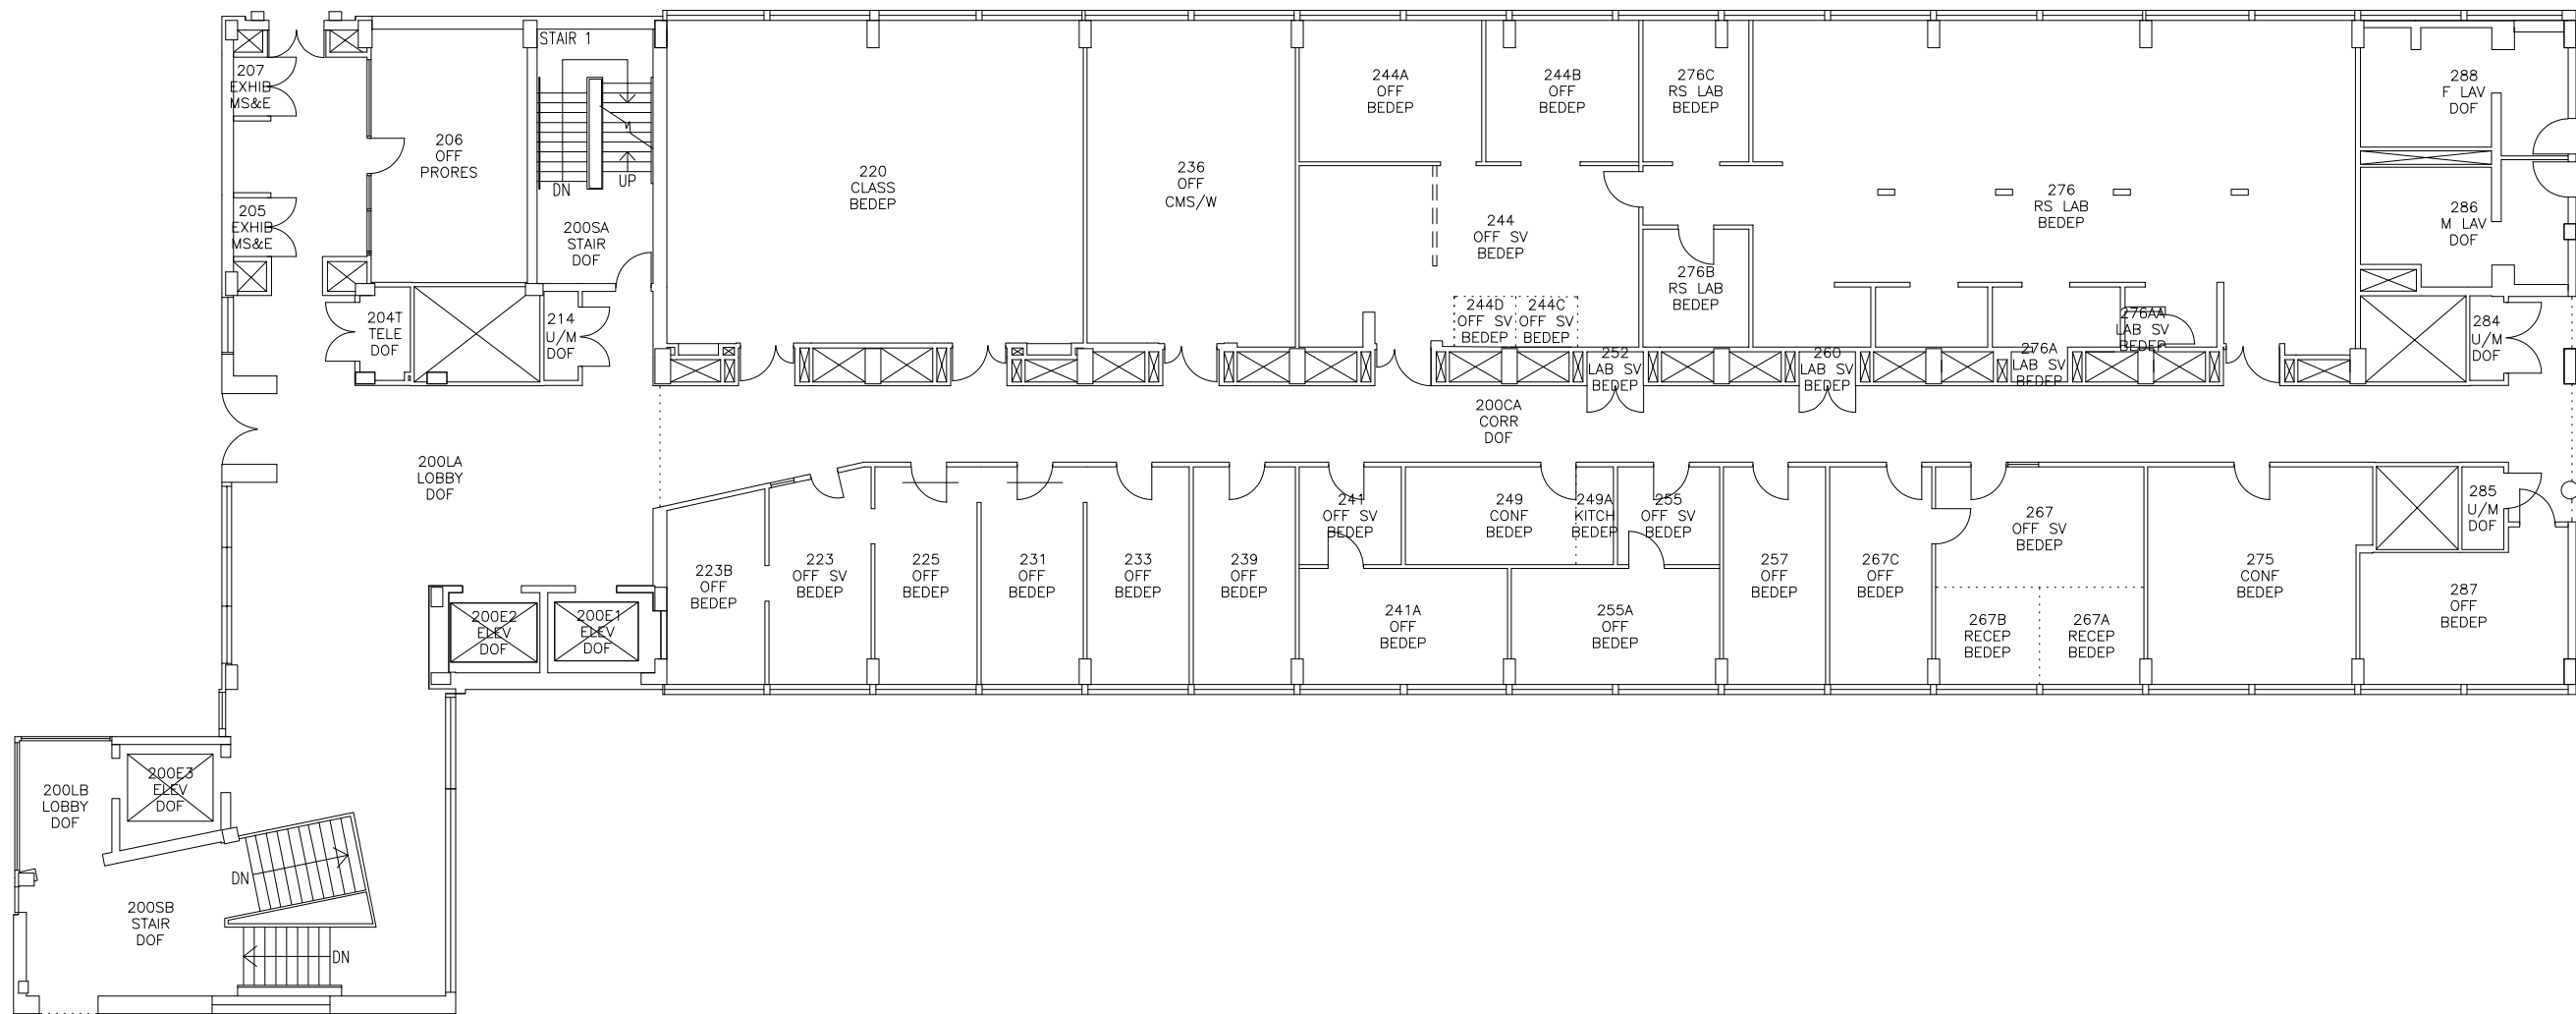 STAIR 1
207
EXHIB
MS&E
206
OFF
PRORES
DN
UP
205
EXHIB
MS&E
200SA
STAIR
DOF
204T
TELE
DOF
214
U/M
DOF
220
CLASS
BEDEP
236
OFF
CMS/W
244A
OFF
BEDEP
244B
OFF
BEDEP
276C
RS LAB
BEDEP
244
OFF SV
BEDEP
276B
RS LAB
BEDEP
276
RS LAB
BEDEP
288
F LAV
DOF
286
M LAV
DOF
244D
OFF SV
BEDEP
244C
OFF SV
BEDEP
252
LAB SV
BEDEP
260
LAB SV
BEDEP
276A
LAB SV
BEDEP
276AA
LAB SV
BEDEP
284
U/M
DOF
200CA
CORR
DOF
200LA
LOBBY
DOF
223B
OFF
BEDEP
223
OFF SV
BEDEP
225
OFF
BEDEP
231
OFF
BEDEP
233
OFF
BEDEP
239
OFF
BEDEP
241
OFF SV
BEDEP
249
CONF
BEDEP
249A
KITCH
BEDEP
255
OFF SV
BEDEP
257
OFF
BEDEP
267C
OFF
BEDEP
267
OFF SV
BEDEP
275
CONF
BEDEP
285
U/M
DOF
287
OFF
BEDEP
241A
OFF
BEDEP
255A
OFF
BEDEP
267B
RECEP
BEDEP
267A
RECEP
BEDEP
200E2
ELEV
DOF
200E1
ELEV
DOF
200E3
ELEV
DOF
200LB
LOBBY
DOF
DN
200SB
STAIR
DOF
DN